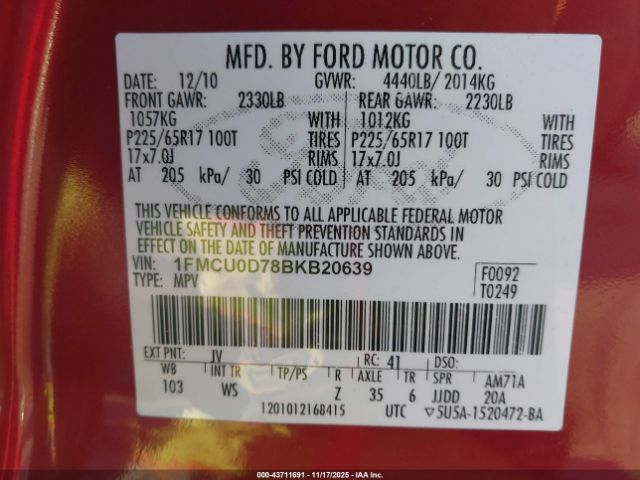 MFD. BY FORD MOTOR CO.
DATE: 12/10 GVWR: 4440LB/ 2014KG
FRONT GAWR: 2330LB REAR GAWR: 2230LB
1057KG WITH 1012KG WITH
P225/65R17 100T TIRES P225/65R17 100T TIRES
17x7.0J RIMS 17x7.0J RIMS
AT 205 kPa/ 30 PSI COLD AT 205 kPa/ 30 PSI COLD
THIS VEHICLE CONFORMS TO ALL APPLICABLE FEDERAL MOTOR
VEHICLE SAFETY AND THEFT PREVENTION STANDARDS IN
EFFECT ON THE DATE OF MANUFACTURE SHOWN ABOVE.
VIN: 1FMCU0D78BKB20639 F0092
TYPE: MPV T0249
EXT PNT: JV RC: 41 DSO:
WB INT TR TP/PS R AXLE TR SPR AM71A
103 WS Z 35 6 JJDD 20A
1201012168415 UTC ▽5U5A-1520472-BA
000-43711691 - 11/17/2025 - IAA Inc.